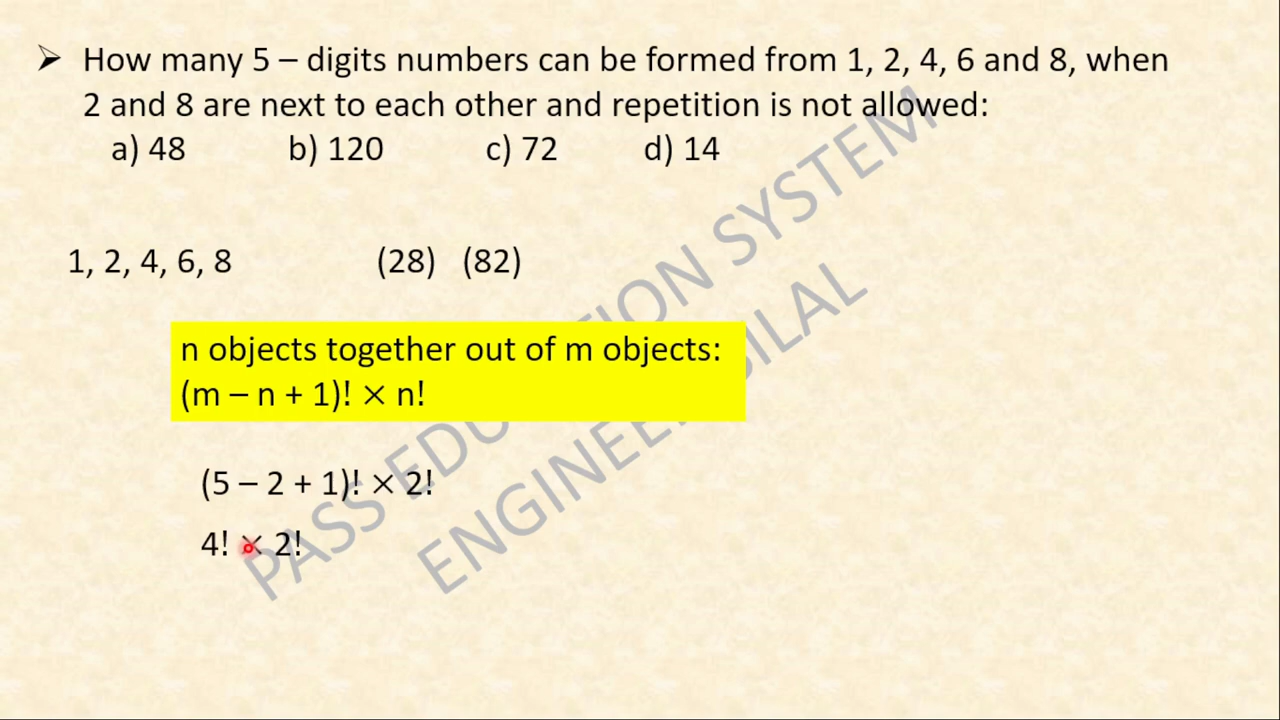 ➢ How many 5 – digits numbers can be formed from 1, 2, 4, 6 and 8, when
2 and 8 are next to each other and repetition is not allowed:
a) 48 b) 120 c) 72 d) 14
1, 2, 4, 6, 8 (28) (82)
n objects together out of m objects:
(m – n + 1)! × n!
(5 – 2 + 1)! × 2!
4! × 2!
PASS EDUCATION SYSTEM
ENGINEER BILAL